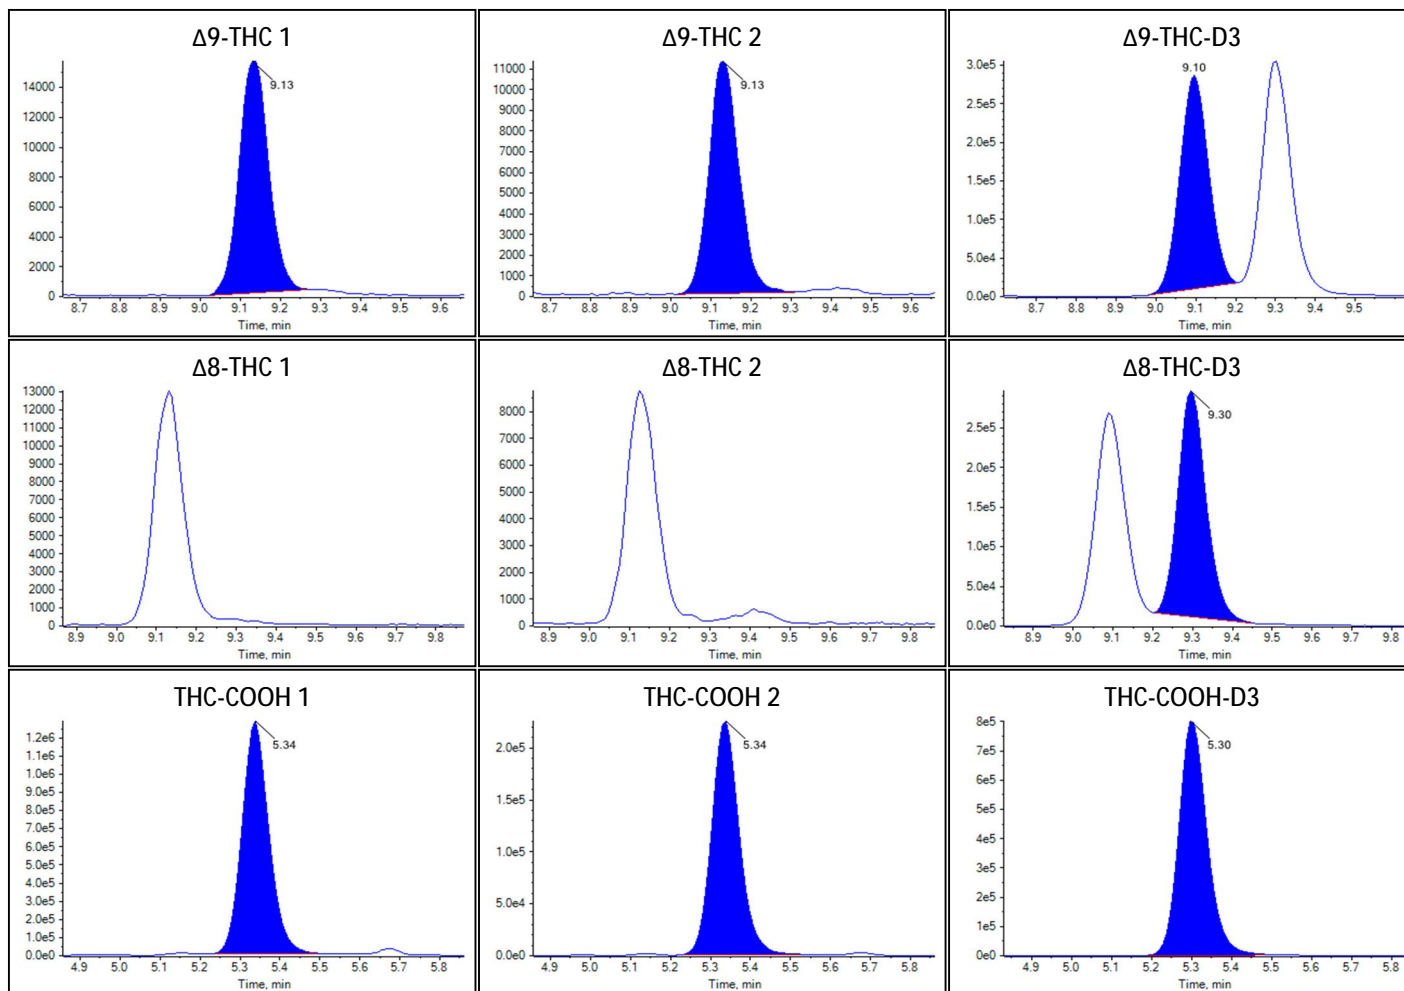 Δ9-THC 1
14000
12000
10000
8000
6000
4000
2000
0
9.13
8.7 8.8 8.9 9.0 9.1 9.2 9.3 9.4 9.5 9.6
Time, min
Δ9-THC 2
11000
10000
9000
8000
7000
6000
5000
4000
3000
2000
1000
0
9.13
8.7 8.8 8.9 9.0 9.1 9.2 9.3 9.4 9.5 9.6
Time, min
Δ9-THC-D3
3.0e5
2.5e5
2.0e5
1.5e5
1.0e5
5.0e4
0.0e0
9.10
8.7 8.8 8.9 9.0 9.1 9.2 9.3 9.4 9.5
Time, min
Δ8-THC 1
13000
12000
11000
10000
9000
8000
7000
6000
5000
4000
3000
2000
1000
0
8.9 9.0 9.1 9.2 9.3 9.4 9.5 9.6 9.7 9.8
Time, min
Δ8-THC 2
8000
7000
6000
5000
4000
3000
2000
1000
0
8.9 9.0 9.1 9.2 9.3 9.4 9.5 9.6 9.7 9.8
Time, min
Δ8-THC-D3
2.5e5
2.0e5
1.5e5
1.0e5
5.0e4
0.0e0
9.30
8.9 9.0 9.1 9.2 9.3 9.4 9.5 9.6 9.7 9.8
Time, min
THC-COOH 1
1.2e6
1.1e6
1.0e6
9.0e5
8.0e5
7.0e5
6.0e5
5.0e5
4.0e5
3.0e5
2.0e5
1.0e5
0.0e0
5.34
4.9 5.0 5.1 5.2 5.3 5.4 5.5 5.6 5.7 5.8
Time, min
THC-COOH 2
2.0e5
1.5e5
1.0e5
5.0e4
0.0e0
5.34
4.9 5.0 5.1 5.2 5.3 5.4 5.5 5.6 5.7 5.8
Time, min
THC-COOH-D3
8e5
7e5
6e5
5e5
4e5
3e5
2e5
1e5
0e0
5.30
4.9 5.0 5.1 5.2 5.3 5.4 5.5 5.6 5.7 5.8
Time, min